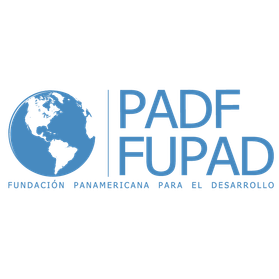 PADF
FUPAD
FUNDACIÓN PANAMERICANA PARA EL DESARROLLO